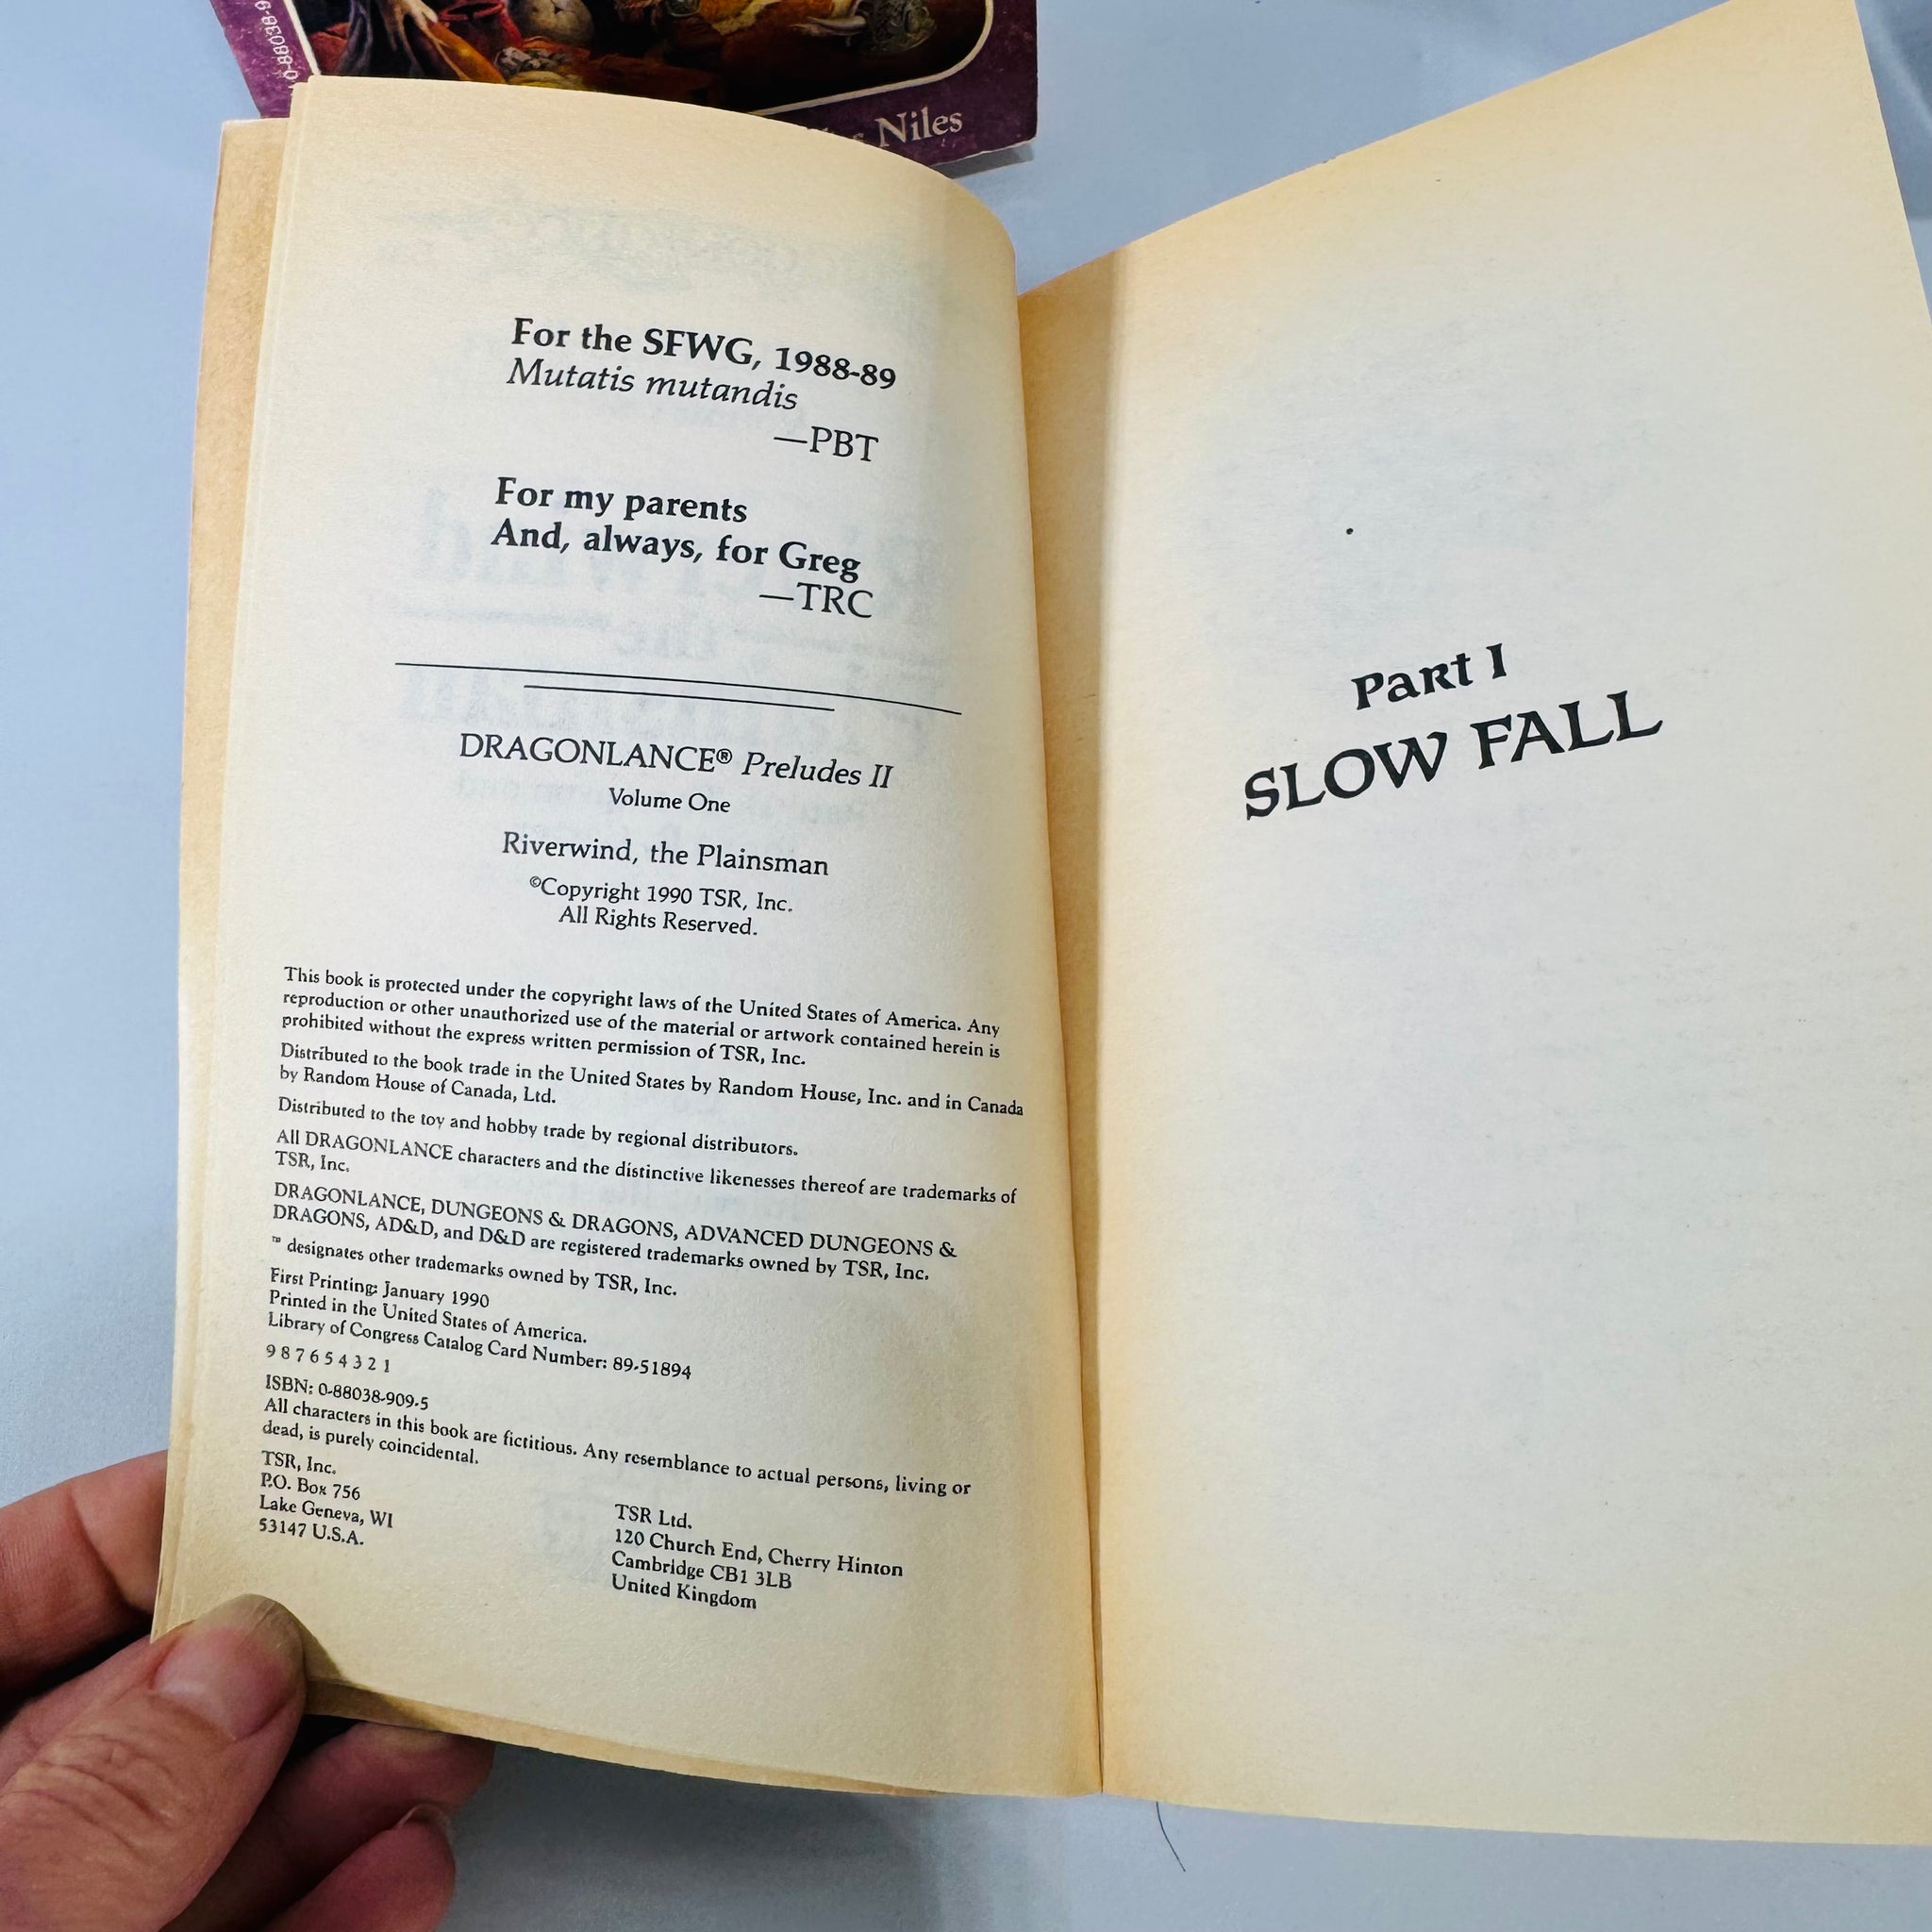 0-88038-9
Niles
For the SFWG, 1988-89
Mutatis mutandis
—PBT
For my parents
And, always, for Greg
—TRC
DRAGONLANCE® Preludes II
Volume One
Riverwind, the Plainsman
©Copyright 1990 TSR, Inc.
All Rights Reserved.
This book is protected under the copyright laws of the United States of America. Any
reproduction or other unauthorized use of the material or artwork contained herein is
prohibited without the express written permission of TSR, Inc.
Distributed to the book trade in the United States by Random House, Inc. and in Canada
by Random House of Canada, Ltd.
Distributed to the toy and hobby trade by regional distributors.
All DRAGONLANCE characters and the distinctive likenesses thereof are trademarks of
TSR, Inc.
DRAGONLANCE, DUNGEONS & DRAGONS, ADVANCED DUNGEONS &
DRAGONS, AD&D, and D&D are registered trademarks owned by TSR, Inc.
™ designates other trademarks owned by TSR, Inc.
First Printing: January 1990
Printed in the United States of America.
Library of Congress Catalog Card Number: 89-51894
9 8 7 6 5 4 3 2 1
ISBN: 0-88038-909-5
All characters in this book are fictitious. Any resemblance to actual persons, living or
dead, is purely coincidental.
TSR, Inc.
P.O. Box 756
Lake Geneva, WI
53147 U.S.A.
TSR Ltd.
120 Church End, Cherry Hinton
Cambridge CB1 3LB
United Kingdom
Part I
SLOW FALL